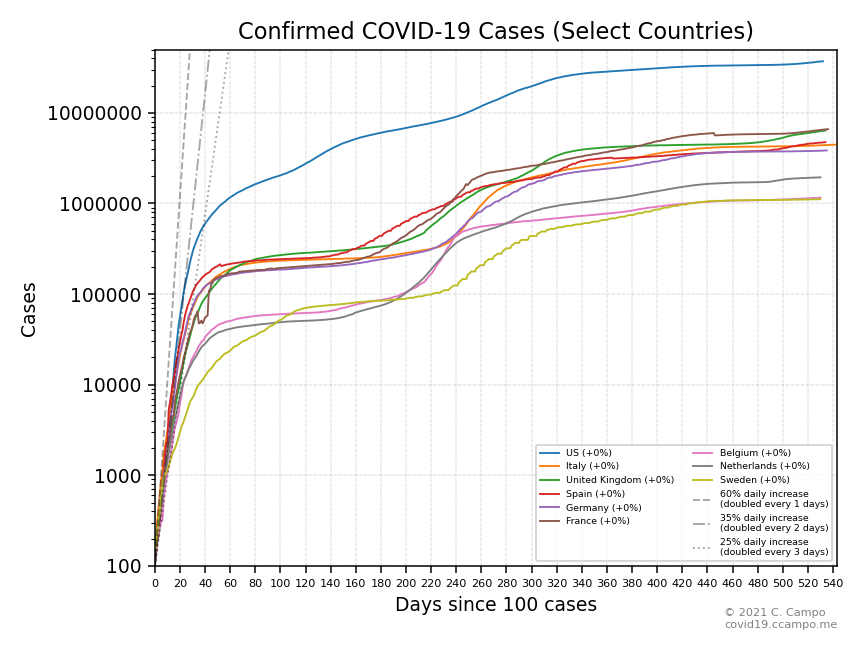 Confirmed COVID-19 Cases (Select Countries)
Cases
10000000
1000000
100000
10000
1000
100
0 20 40 60 80 100 120 140 160 180 200 220 240 260 280 300 320 340 360 380 400 420 440 460 480 500 520 540
Days since 100 cases
US (+0%)
Italy (+0%)
United Kingdom (+0%)
Spain (+0%)
Germany (+0%)
France (+0%)
Belgium (+0%)
Netherlands (+0%)
Sweden (+0%)
60% daily increase
(doubled every 1 days)
35% daily increase
(doubled every 2 days)
25% daily increase
(doubled every 3 days)
© 2021 C. Campo
covid19.ccampo.me